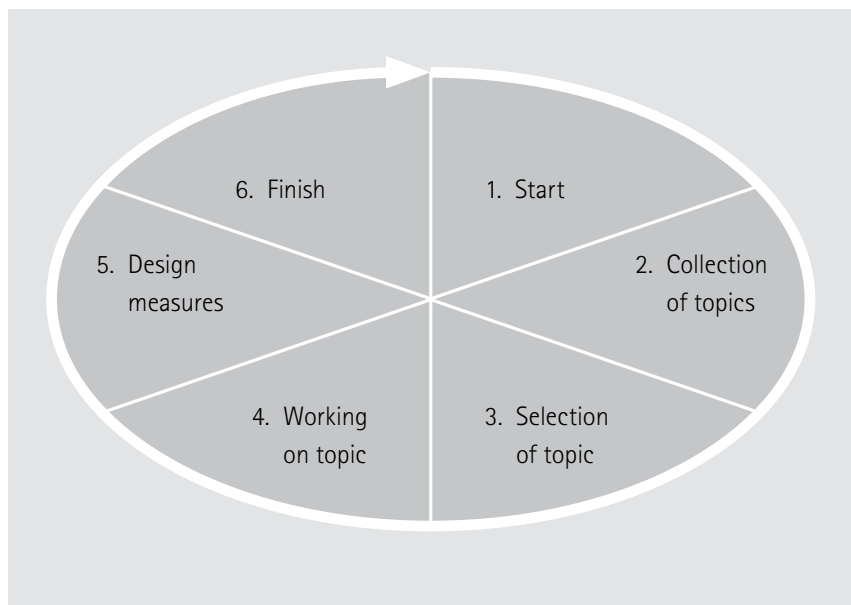 1. Start
2. Collection
of topics
3. Selection
of topic
4. Working
on topic
5. Design
measures
6. Finish